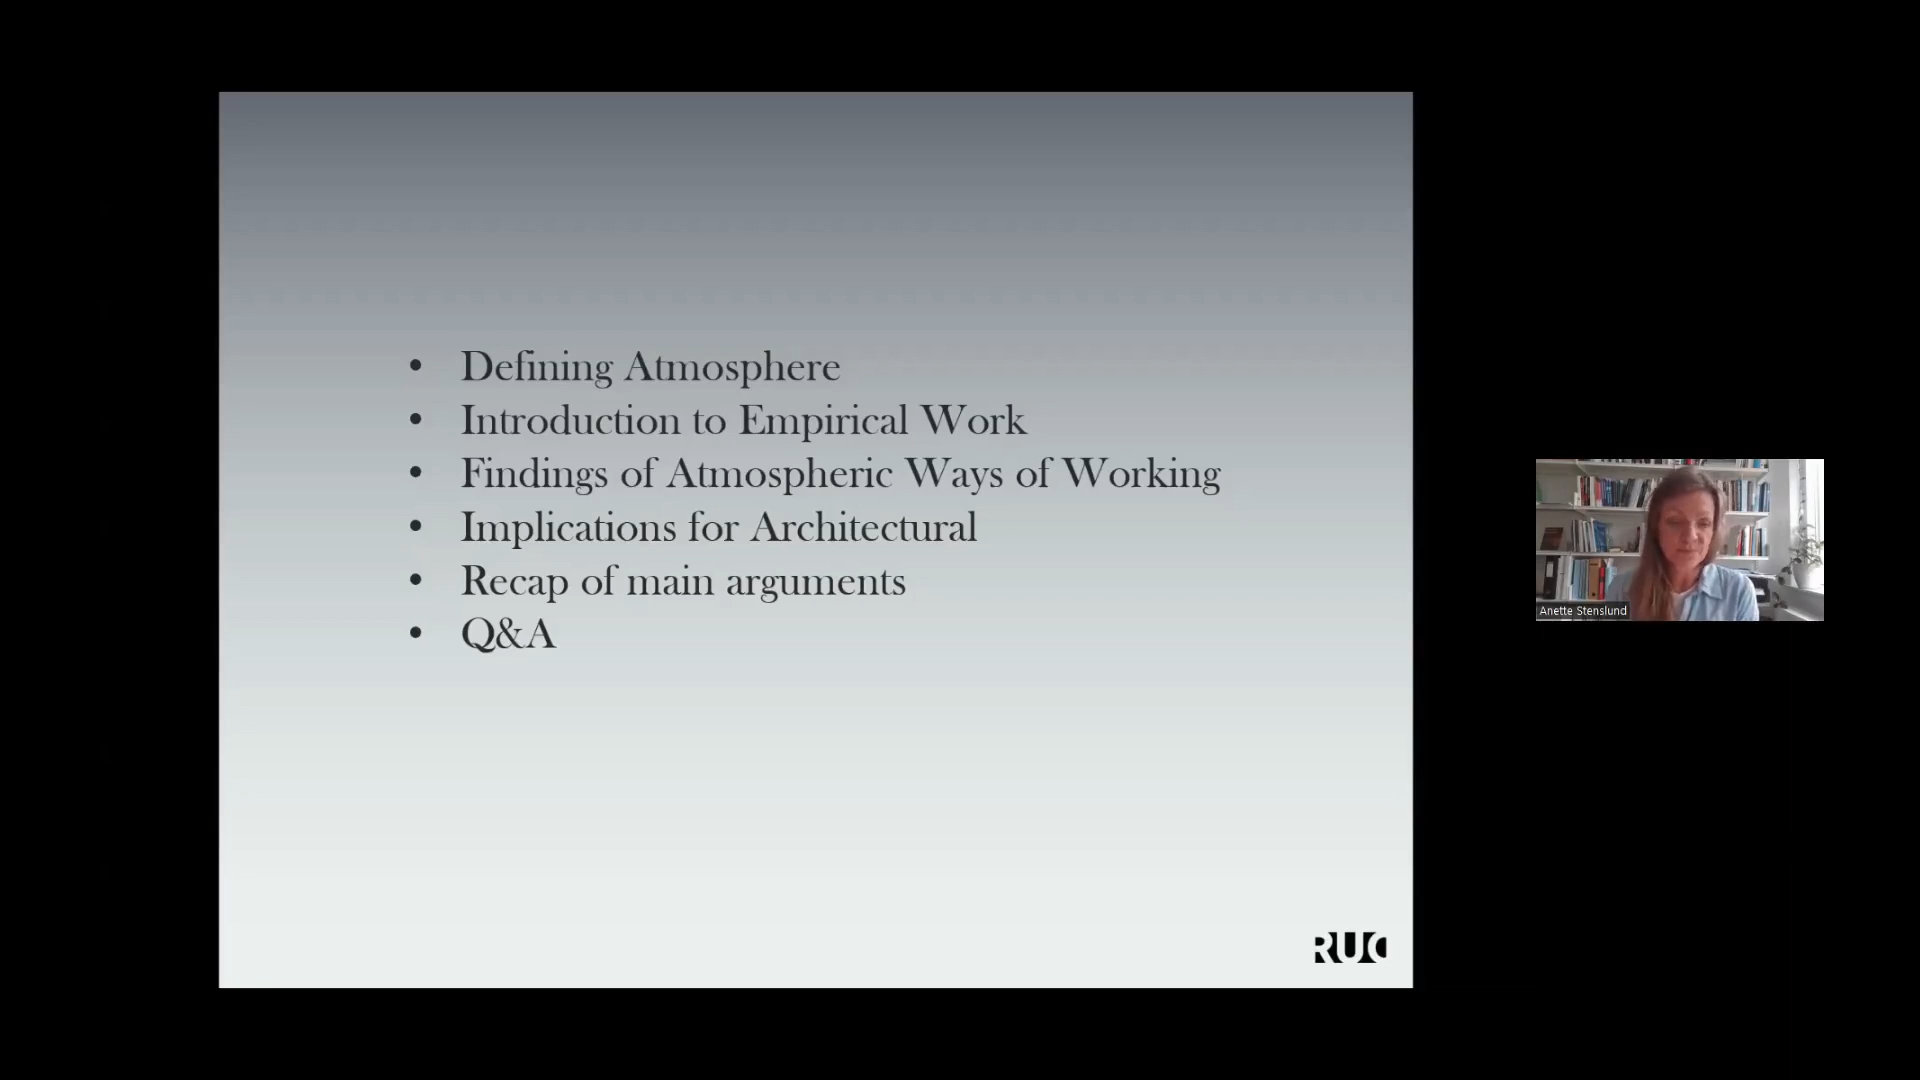 • Defining Atmosphere
• Introduction to Empirical Work
• Findings of Atmospheric Ways of Working
• Implications for Architectural
• Recap of main arguments
• Q&A
RUC
Anette Stenslund